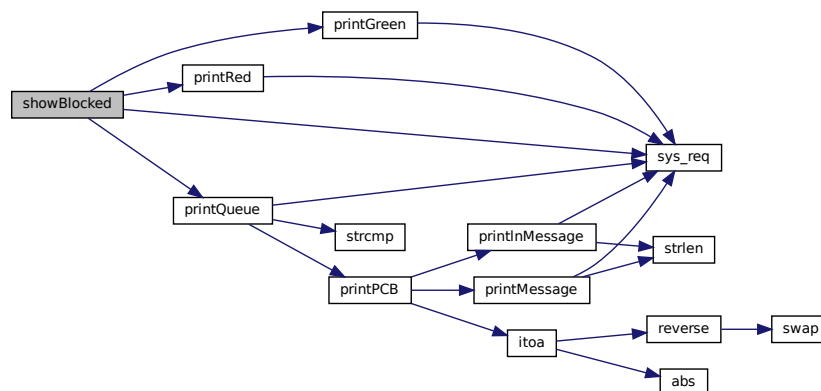 printGreen
printRed
showBlocked
sys_req
printQueue
strcmp
printlnMessage
strlen
printPCB
printMessage
reverse
swap
itoa
abs